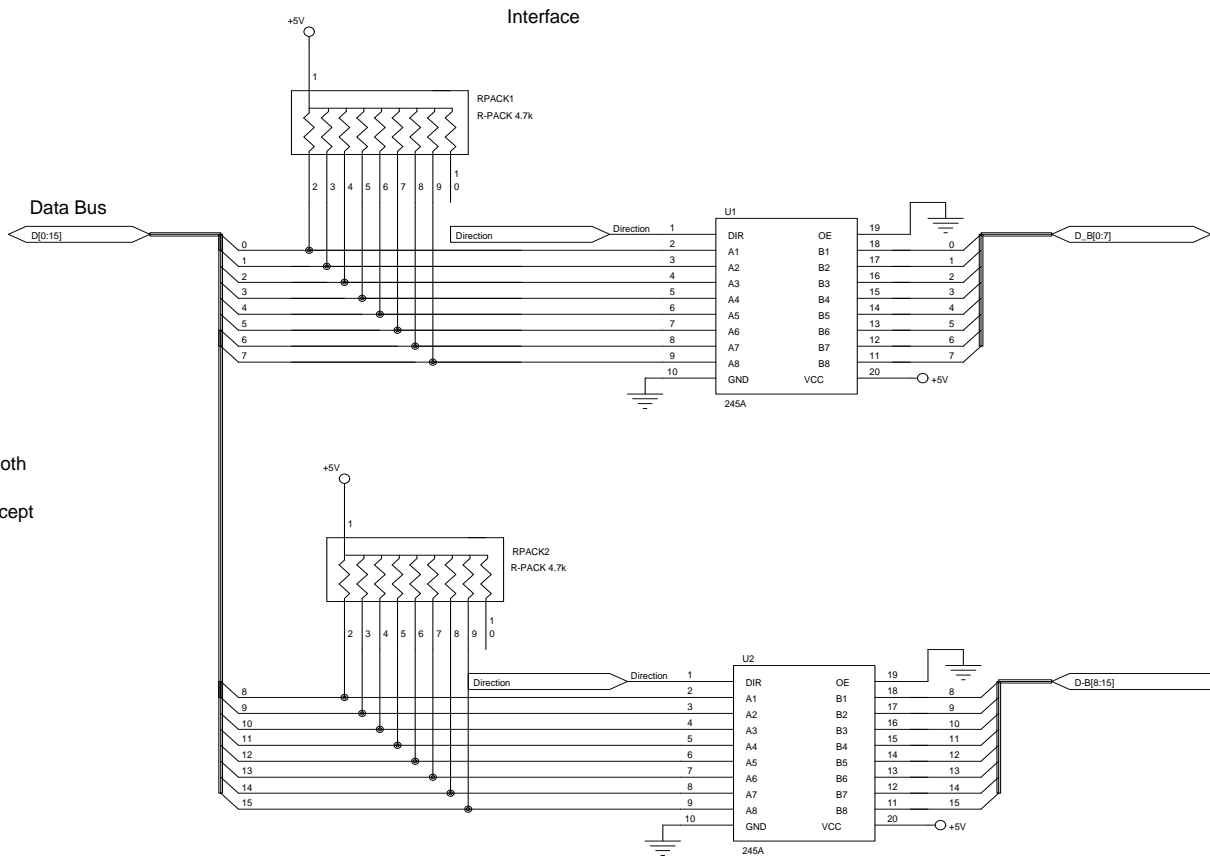 Interface
+5V
1
RPACK1
R-PACK 4.7k
2 3 4 5 6 7 8 9 10
Data Bus
D[0:15]
U1
Direction Direction 1 DIR OE 19
0 2 A1 B1 18 0
1 3 A2 B2 17 1
2 4 A3 B3 16 2
3 5 A4 B4 15 3
4 6 A5 B5 14 4
5 7 A6 B6 13 5
6 8 A7 B7 12 6
7 9 A8 B8 11 7
10 GND VCC 20 +5V
245A
D_B[0:7]
oth
cept
+5V
1
RPACK2
R-PACK 4.7k
2 3 4 5 6 7 8 9 10
U2
Direction Direction 1 DIR OE 19
8 2 A1 B1 18 8
9 3 A2 B2 17 9
10 4 A3 B3 16 10
11 5 A4 B4 15 11
12 6 A5 B5 14 12
13 7 A6 B6 13 13
14 8 A7 B7 12 14
15 9 A8 B8 11 15
10 GND VCC 20 +5V
245A
D-B[8:15]